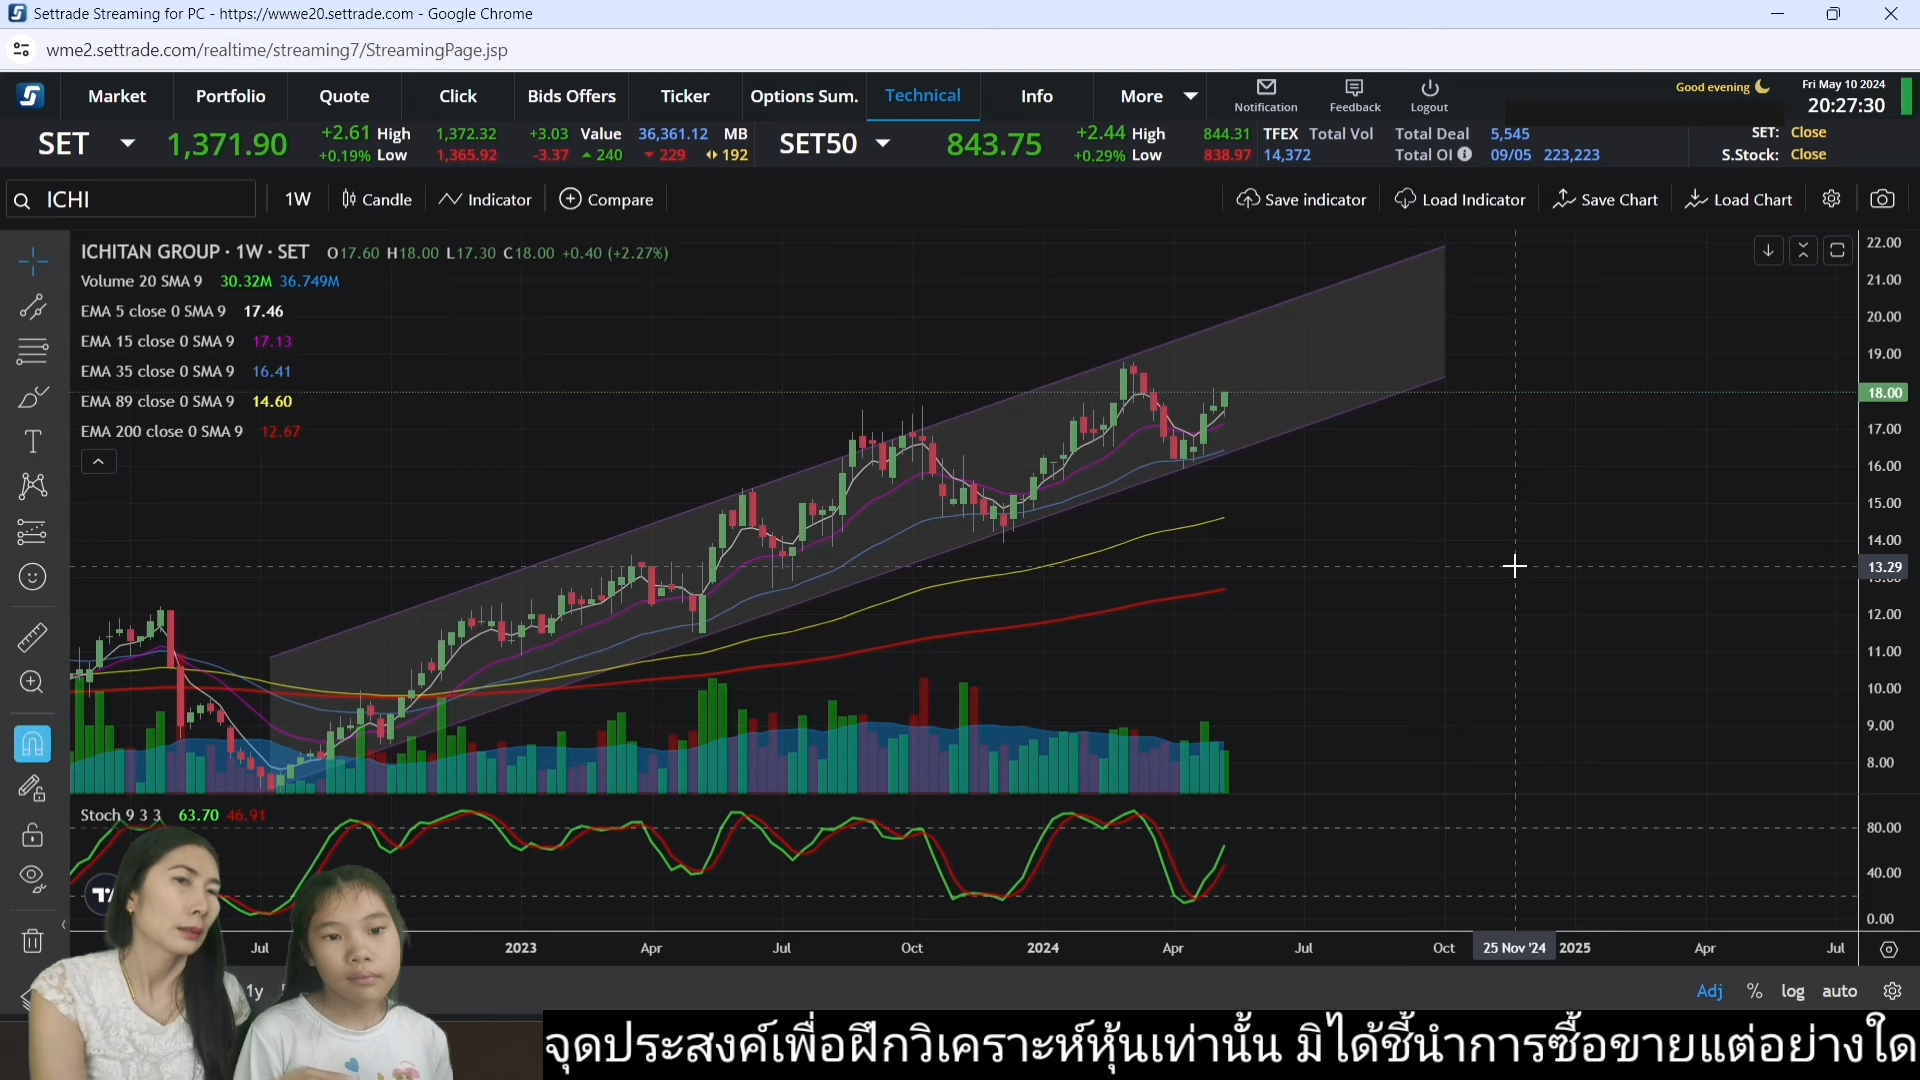 Settrade Streaming for PC - https://wwwe20.settrade.com - Google Chrome
wme2.settrade.com/realtime/streaming7/StreamingPage.jsp
Market Portfolio Quote Click Bids Offers Ticker Options Sum. Technical Info More Notification Feedback Logout Good evening Fri May 10 2024 20:27:30
SET 1,371.90 +2.61 High 1,372.32 +3.03 Value 36,361.12 MB SET50 843.75 +2.44 High 844.31 TFEX Total Vol Total Deal 5,545 SET: Close
+0.19% Low 1,365.92 -3.37 240 229 192 +0.29% Low 838.97 14,372 Total OI 09/05 223,223 S.Stock: Close
ICHI 1W Candle Indicator Compare Save indicator Load Indicator Save Chart Load Chart
ICHITAN GROUP · 1W · SET O17.60 H18.00 L17.30 C18.00 +0.40 (+2.27%)
Volume 20 SMA 9 30.32M 36.749M
EMA 5 close 0 SMA 9 17.46
EMA 15 close 0 SMA 9 17.13
EMA 35 close 0 SMA 9 16.41
EMA 89 close 0 SMA 9 14.60
EMA 200 close 0 SMA 9 12.67
22.00
21.00
20.00
19.00
18.00
17.00
16.00
15.00
14.00
13.29
12.00
11.00
10.00
9.00
8.00
Stoch 9 3 3 63.70 46.91
80.00
40.00
0.00
Jul 2023 Apr Jul Oct 2024 Apr Jul Oct 25 Nov '24 2025 Apr Jul
1y Adj % log auto
จุดประสงค์เพื่อฝึกวิเคราะห์หุ้นเท่านั้น มิได้ชี้นำการซื้อขายแต่อย่างใด